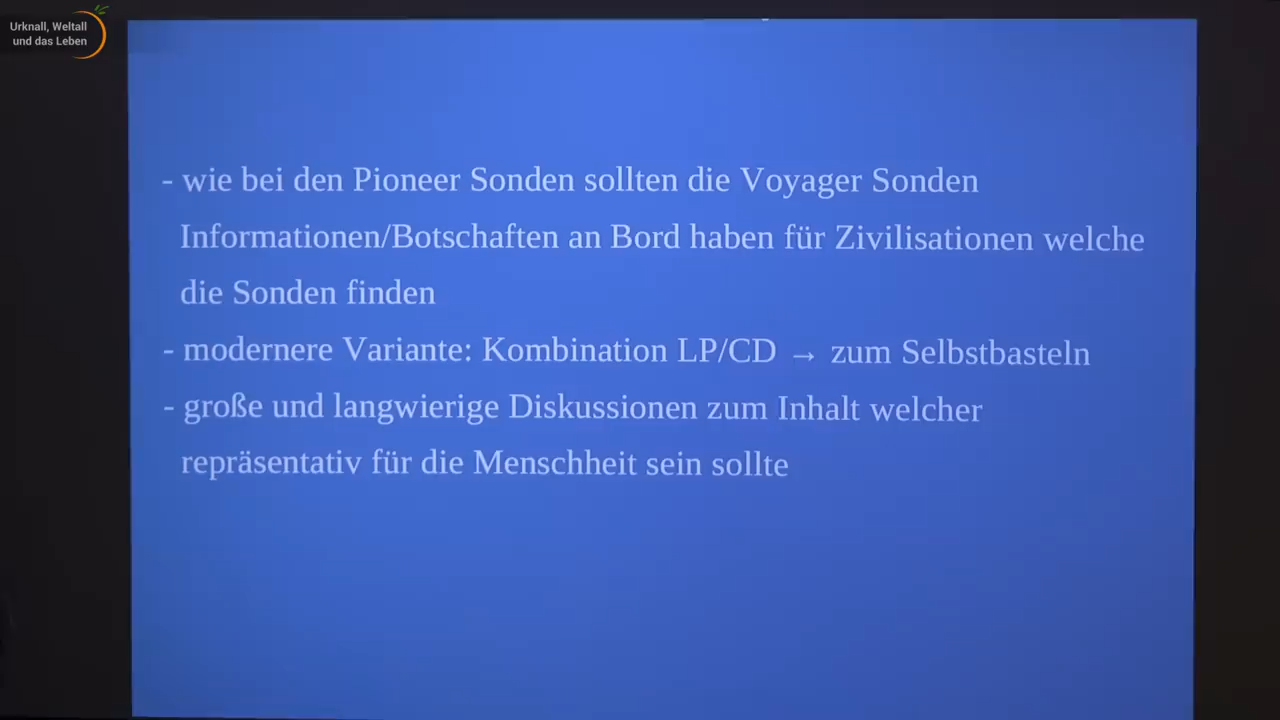 Urknall, Weltall
und das Leben
- wie bei den Pioneer Sonden sollten die Voyager Sonden
Informationen/Botschaften an Bord haben für Zivilisationen welche
die Sonden finden
- modernere Variante: Kombination LP/CD → zum Selbstbasteln
- große und langwierige Diskussionen zum Inhalt welcher
repräsentativ für die Menschheit sein sollte